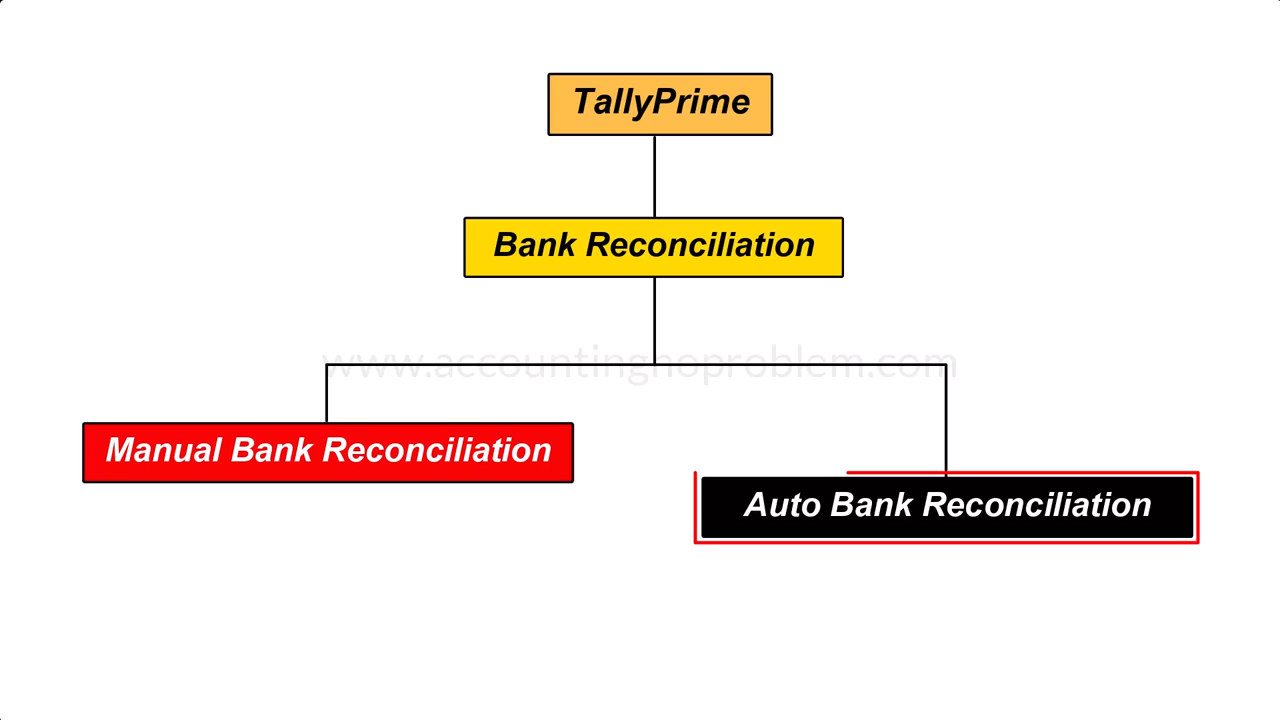 TallyPrime
Bank Reconciliation
www.accountingnoproblem.com
Manual Bank Reconciliation
Auto Bank Reconciliation